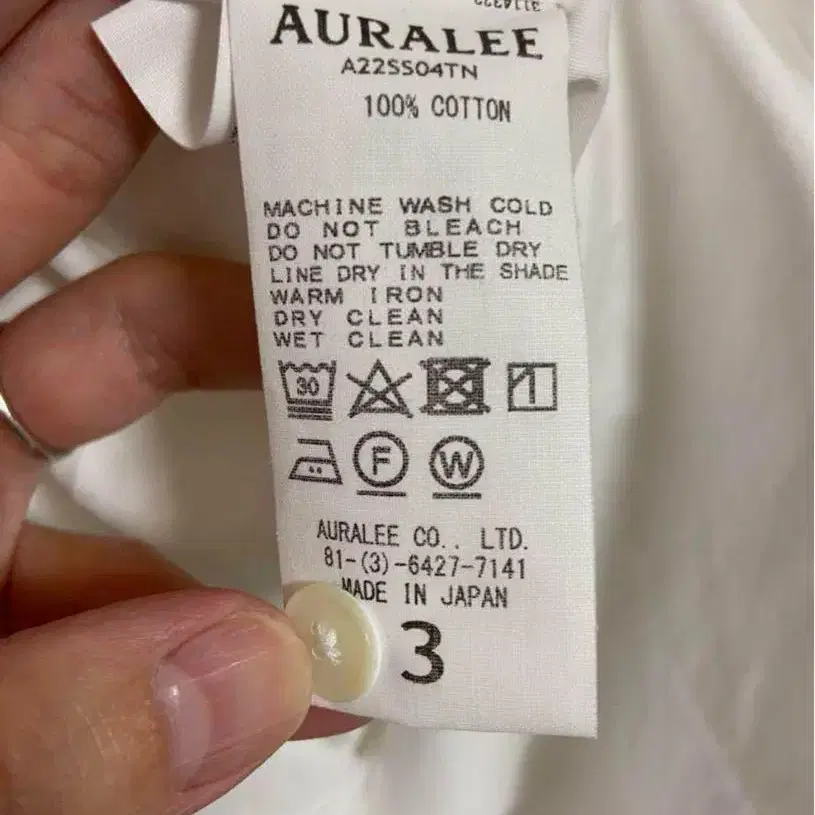 AURALEE
A22SS04TN
100% COTTON
MACHINE WASH COLD
DO NOT BLEACH
DO NOT TUMBLE DRY
LINE DRY IN THE SHADE
WARM IRON
DRY CLEAN
WET CLEAN
30
F W
AURALEE CO., LTD.
81-(3)-6427-7141
MADE IN JAPAN
3